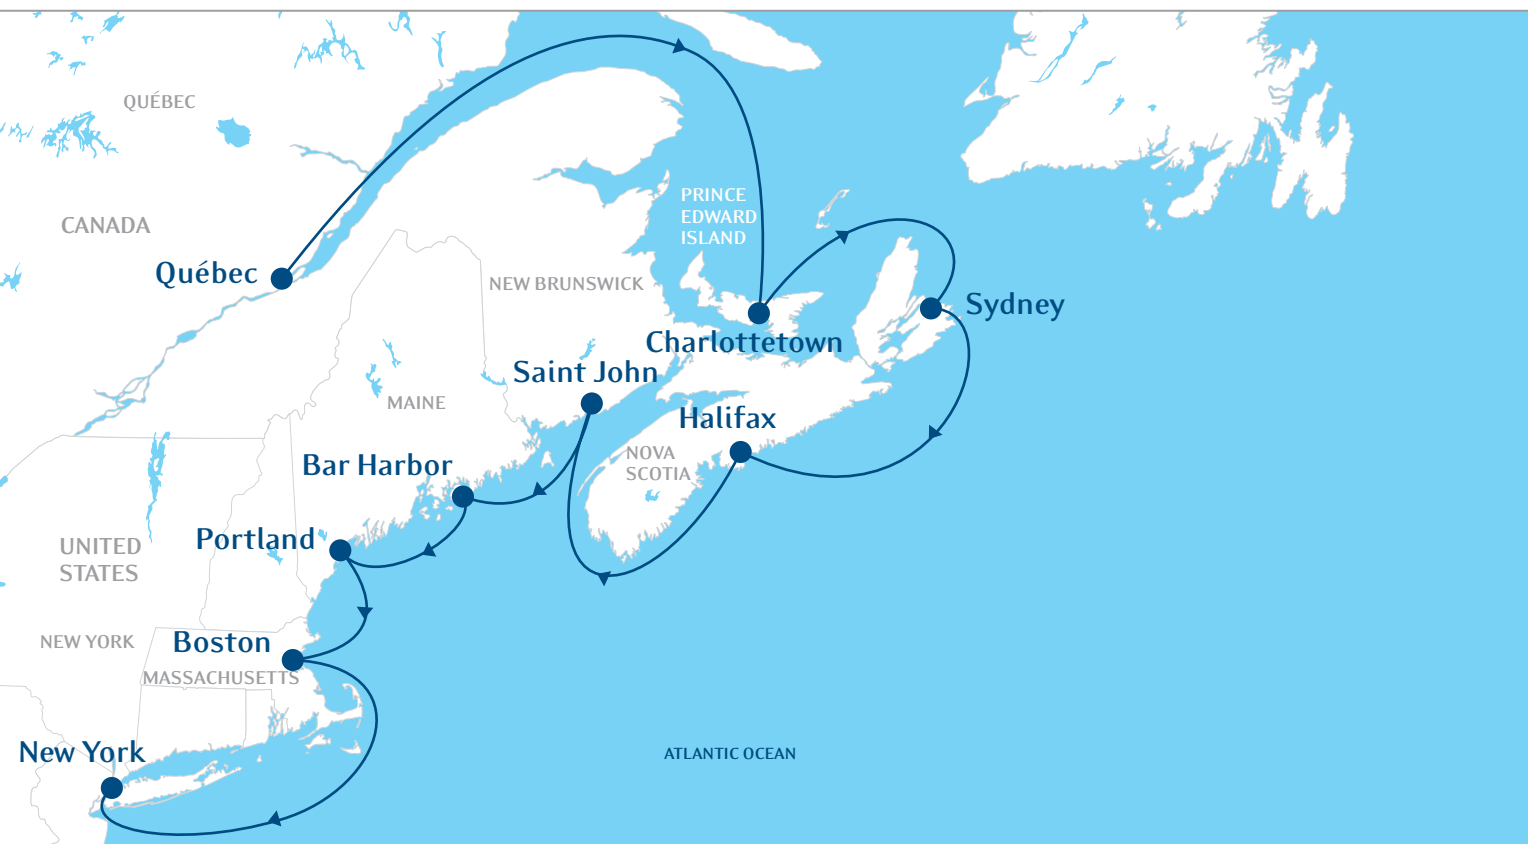 QUÉBEC
CANADA
PRINCE
EDWARD
ISLAND
Québec
NEW BRUNSWICK
Sydney
Charlottetown
Saint John
MAINE
Halifax
NOVA
SCOTIA
Bar Harbor
Portland
UNITED
STATES
NEW YORK
Boston
MASSACHUSETTS
New York
ATLANTIC OCEAN